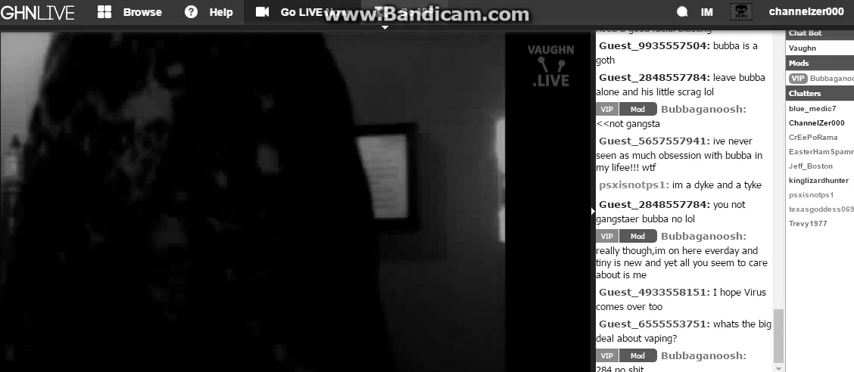 GHNLIVE Browse Help Go LIVE IM channelzer000
www.Bandicam.com
VAUGHN
.LIVE
Guest_9935557504: bubba is a
goth
Guest_2848557784: leave bubba
alone and his little scrag lol
VIP Mod Bubbaganoosh:
<<not gangsta
Guest_5657557941: ive never
seen as much obsession with bubba in
my lifee!!! wtf
psxisnotps1: im a dyke and a tyke
Guest_2848557784: you not
gangstaer bubba no lol
VIP Mod Bubbaganoosh:
really though,im on here everday and
tiny is new and yet all you seem to care
about is me
Guest_4933558151: I hope Virus
comes over too
Guest_6555553751: whats the big
deal about vaping?
VIP Mod Bubbaganoosh:
284 no shit
Chat Bot
Vaughn
Mods
VIP Bubbaganoo
Chatters
blue_medic7
ChannelZer000
CrEePoRama
EasterHamSpamm
Jeff_Boston
kinglizardhunter
psxisnotps1
texasgoddess069
Trevy1977